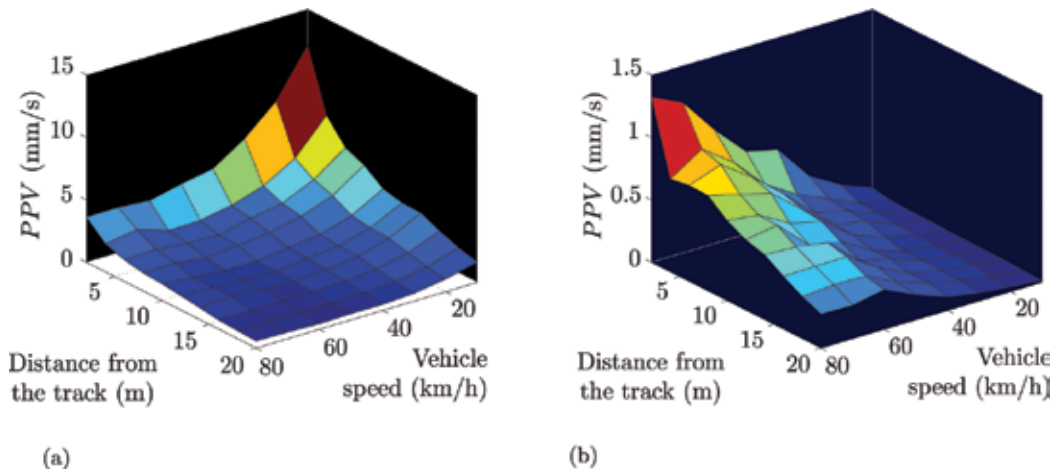 15
10
5
0
PPV (mm/s)
5
10
15
20
Distance from
the track (m)
80
60
40
20
Vehicle
speed (km/h)
(a)
1.5
1
0.5
0
PPV (mm/s)
5
10
15
20
Distance from
the track (m)
80
60
40
20
Vehicle
speed (km/h)
(b)